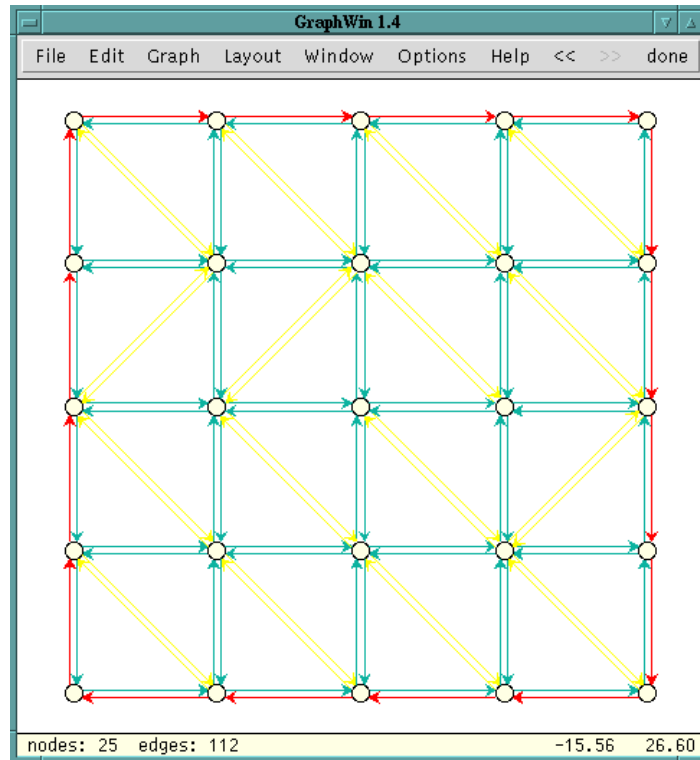 GraphWin 1.4
File Edit Graph Layout Window Options Help << >> done
nodes: 25 edges: 112 -15.56 26.60